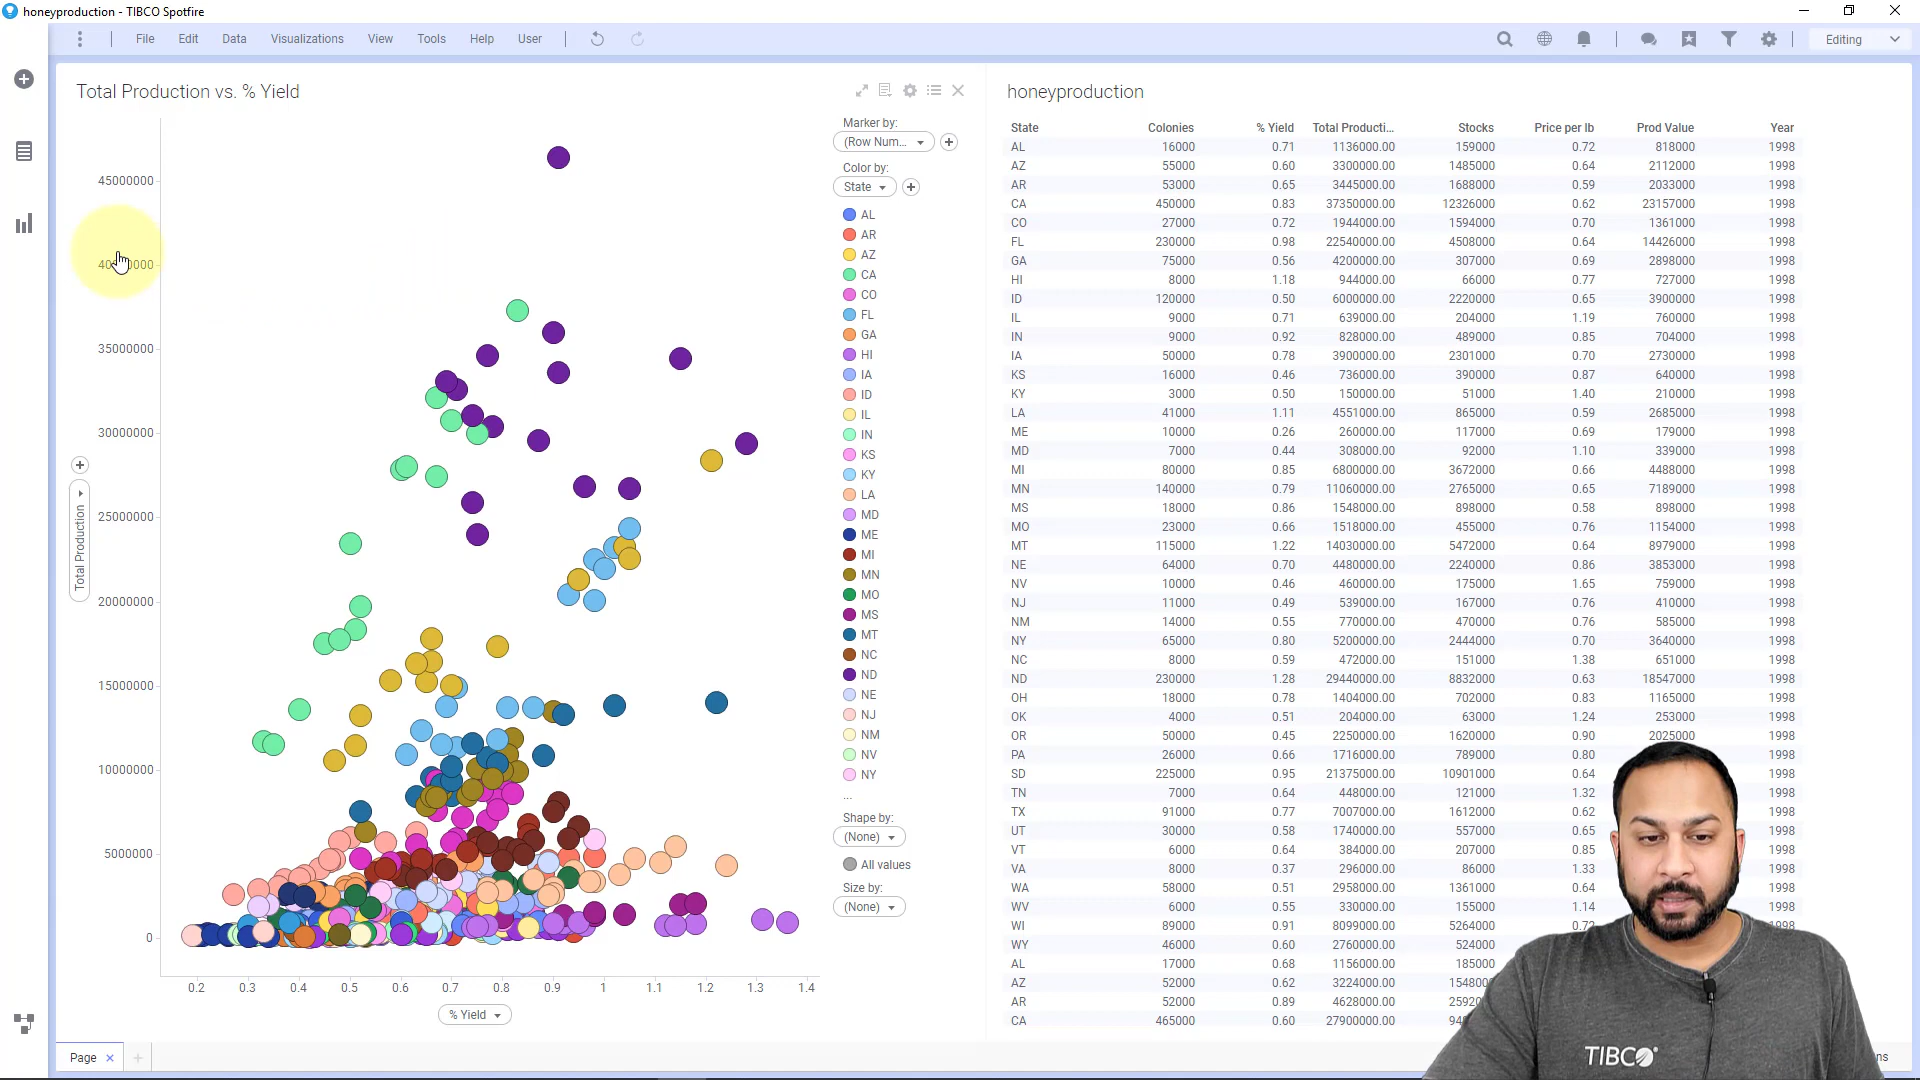 honeyproduction - TIBCO Spotfire
File Edit Data Visualizations View Tools Help User Editing
Total Production vs. % Yield
45000000
40000000
35000000
30000000
25000000
20000000
15000000
10000000
5000000
0
Total Production
0.2 0.3 0.4 0.5 0.6 0.7 0.8 0.9 1 1.1 1.2 1.3 1.4
% Yield
Marker by:
(Row Num...
Color by:
State
AL
AR
AZ
CA
CO
FL
GA
HI
IA
ID
IL
IN
KS
KY
LA
MD
ME
MI
MN
MO
MS
MT
NC
ND
NE
NJ
NM
NV
NY
...
Shape by:
(None)
All values
Size by:
(None)
honeyproduction
State Colonies % Yield Total Producti... Stocks Price per lb Prod Value Year
AL 16000 0.71 1136000.00 159000 0.72 818000 1998
AZ 55000 0.60 3300000.00 1485000 0.64 2112000 1998
AR 53000 0.65 3445000.00 1688000 0.59 2033000 1998
CA 450000 0.83 37350000.00 12326000 0.62 23157000 1998
CO 27000 0.72 1944000.00 1594000 0.70 1361000 1998
FL 230000 0.98 22540000.00 4508000 0.64 14426000 1998
GA 75000 0.56 4200000.00 307000 0.69 2898000 1998
HI 8000 1.18 944000.00 66000 0.77 727000 1998
ID 120000 0.50 6000000.00 2220000 0.65 3900000 1998
IL 9000 0.71 639000.00 204000 1.19 760000 1998
IN 9000 0.92 828000.00 489000 0.85 704000 1998
IA 50000 0.78 3900000.00 2301000 0.70 2730000 1998
KS 16000 0.46 736000.00 390000 0.87 640000 1998
KY 3000 0.50 150000.00 51000 1.40 210000 1998
LA 41000 1.11 4551000.00 865000 0.59 2685000 1998
ME 10000 0.26 260000.00 117000 0.69 179000 1998
MD 7000 0.44 308000.00 92000 1.10 339000 1998
MI 80000 0.85 6800000.00 3672000 0.66 4488000 1998
MN 140000 0.79 11060000.00 2765000 0.65 7189000 1998
MS 18000 0.86 1548000.00 898000 0.58 898000 1998
MO 23000 0.66 1518000.00 455000 0.76 1154000 1998
MT 115000 1.22 14030000.00 5472000 0.64 8979000 1998
NE 64000 0.70 4480000.00 2240000 0.86 3853000 1998
NV 10000 0.46 460000.00 175000 1.65 759000 1998
NJ 11000 0.49 539000.00 167000 0.76 410000 1998
NM 14000 0.55 770000.00 470000 0.76 585000 1998
NY 65000 0.80 5200000.00 2444000 0.70 3640000 1998
NC 8000 0.59 472000.00 151000 1.38 651000 1998
ND 230000 1.28 29440000.00 8832000 0.63 18547000 1998
OH 18000 0.78 1404000.00 702000 0.83 1165000 1998
OK 4000 0.51 204000.00 63000 1.24 253000 1998
OR 50000 0.45 2250000.00 1620000 0.90 2025000 1998
PA 26000 0.66 1716000.00 789000 0.80 1998
SD 225000 0.95 21375000.00 10901000 0.64 1998
TN 7000 0.64 448000.00 121000 1.32 1998
TX 91000 0.77 7007000.00 1612000 0.62 1998
UT 30000 0.58 1740000.00 557000 0.65 1998
VT 6000 0.64 384000.00 207000 0.85 1998
VA 8000 0.37 296000.00 86000 1.33 1998
WA 58000 0.51 2958000.00 1361000 0.64 1998
WV 6000 0.55 330000.00 155000 1.14 1998
WI 89000 0.91 8099000.00 5264000 0.72
WY 46000 0.60 2760000.00 524000
AL 17000 0.68 1156000.00 185000
AZ 52000 0.62 3224000.00 154800
AR 52000 0.89 4628000.00 2592
CA 465000 0.60 27900000.00
TIBCO
Page